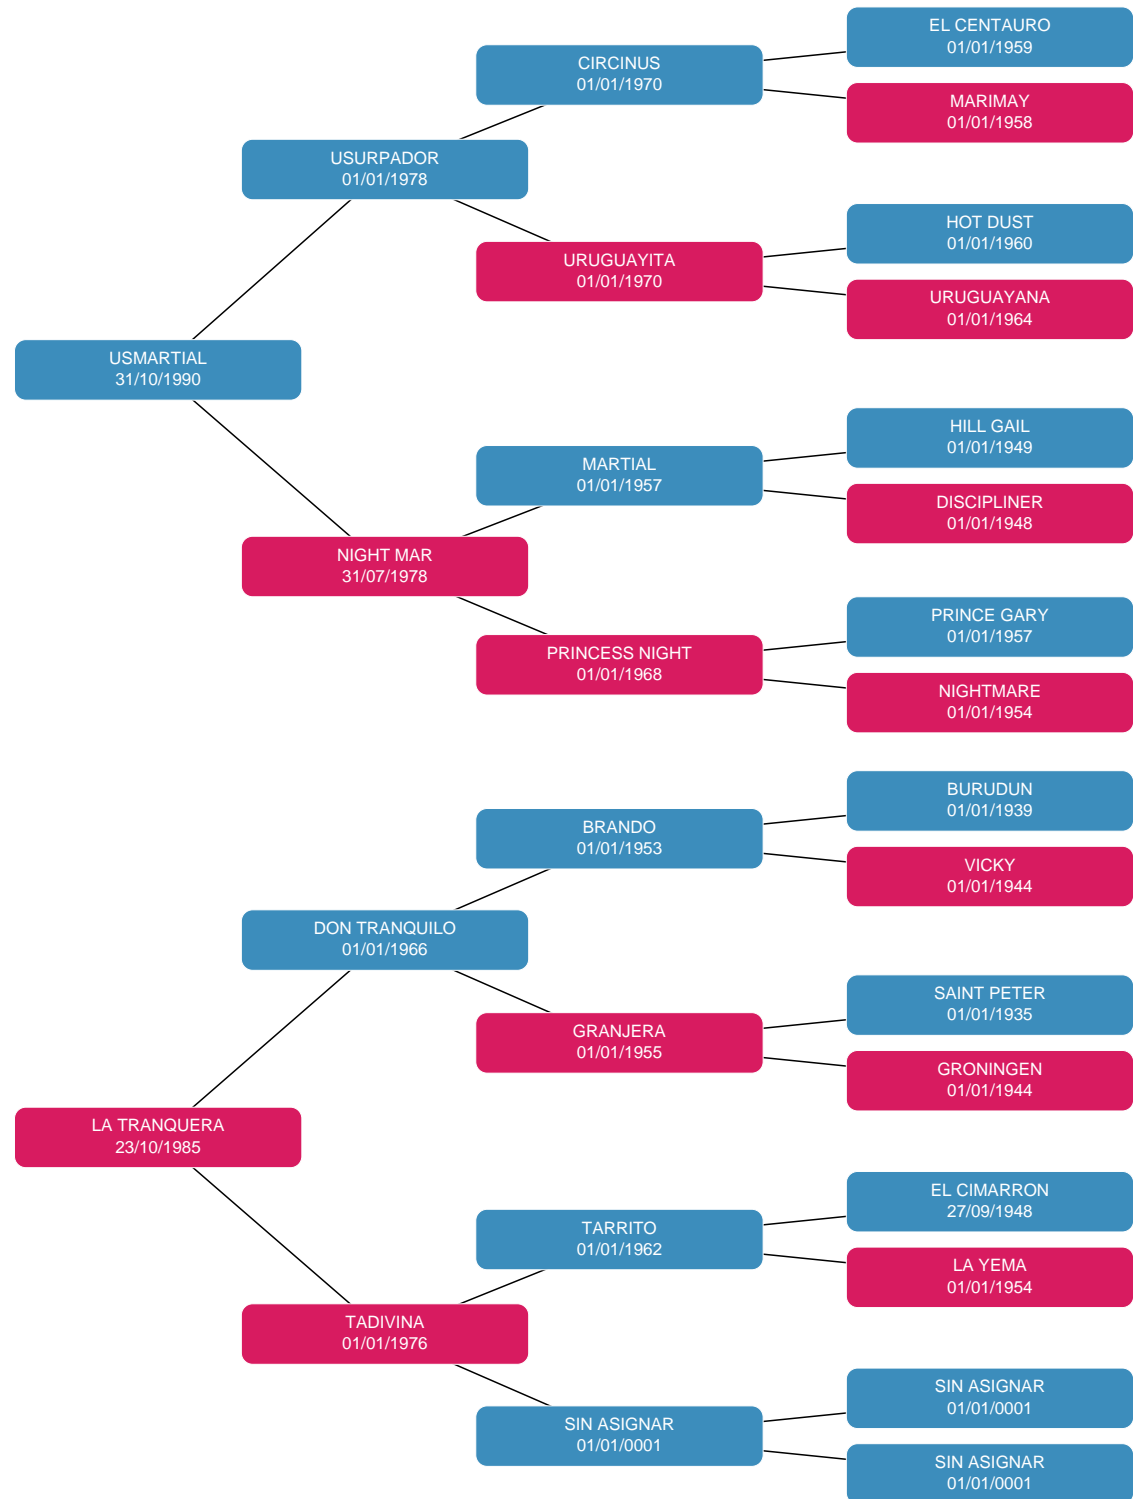 EL CENTAURO
01/01/1959
CIRCINUS
01/01/1970
MARIMAY
01/01/1958
USURPADOR
01/01/1978
HOT DUST
01/01/1960
URUGUAYITA
01/01/1970
URUGUAYANA
01/01/1964
USMARTIAL
31/10/1990
HILL GAIL
01/01/1949
MARTIAL
01/01/1957
DISCIPLINER
01/01/1948
NIGHT MAR
31/07/1978
PRINCE GARY
01/01/1957
PRINCESS NIGHT
01/01/1968
NIGHTMARE
01/01/1954
BURUDUN
01/01/1939
BRANDO
01/01/1953
VICKY
01/01/1944
DON TRANQUILO
01/01/1966
SAINT PETER
01/01/1935
GRANJERA
01/01/1955
GRONINGEN
01/01/1944
LA TRANQUERA
23/10/1985
EL CIMARRON
27/09/1948
TARRITO
01/01/1962
LA YEMA
01/01/1954
TADIVINA
01/01/1976
SIN ASIGNAR
01/01/0001
SIN ASIGNAR
01/01/0001
SIN ASIGNAR
01/01/0001